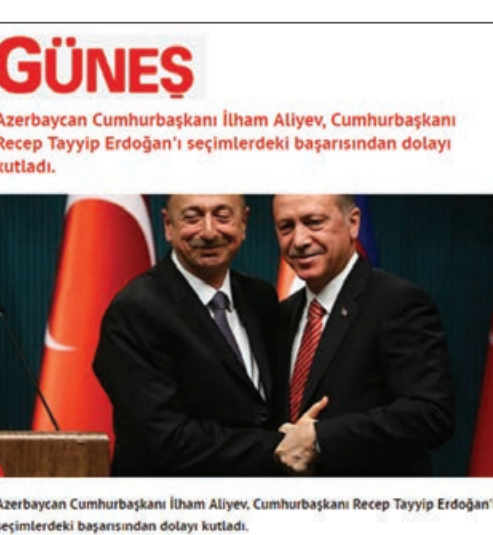 GÜNEŞ
Azerbaycan Cumhurbaşkanı İlham Aliyev, Cumhurbaşkanı
Recep Tayyip Erdoğan'ı seçimlerdeki başarısından dolayı
kutladı.
Azerbaycan Cumhurbaşkanı İlham Aliyev, Cumhurbaşkanı Recep Tayyip Erdoğan'ı
seçimlerdeki başarısından dolayı kutladı.